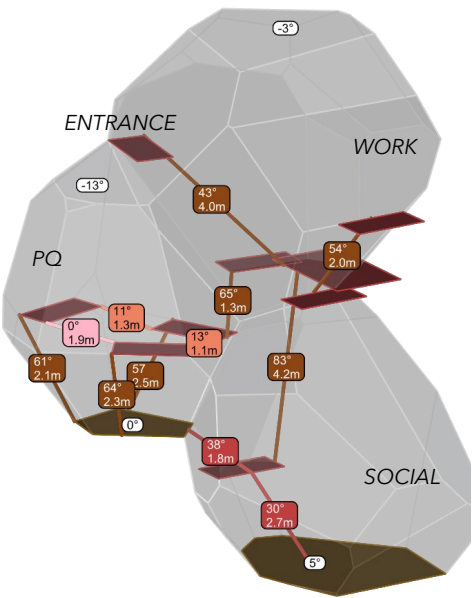 -3°
ENTRANCE
WORK
-13°
43°
4.0m
54°
2.0m
PQ
65°
1.3m
11°
1.3m
0°
1.9m
13°
1.1m
61°
2.1m
57
2.5m
64°
2.3m
83°
4.2m
0°
38°
1.8m
SOCIAL
30°
2.7m
5°